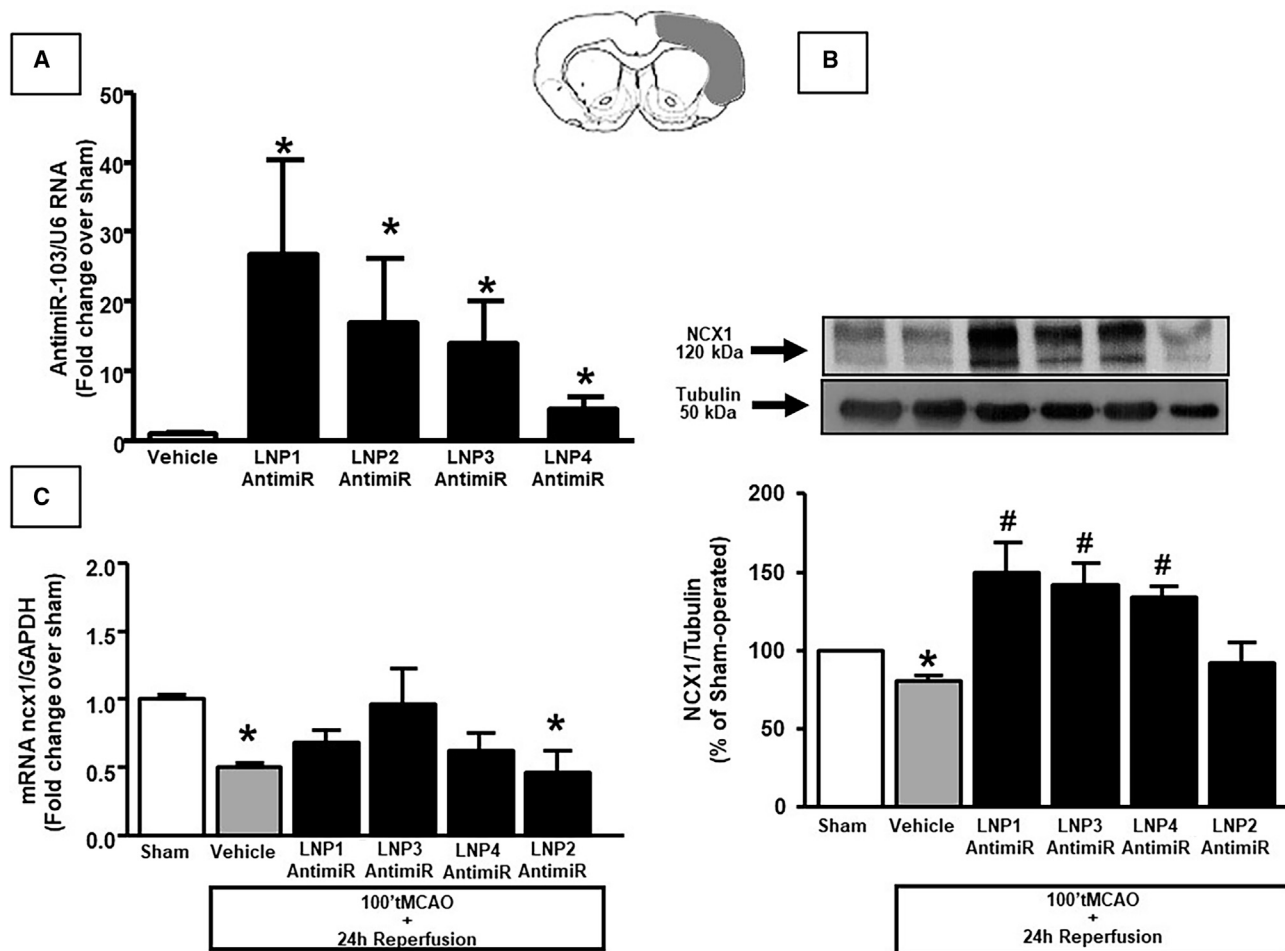 A
B
50
40
30
20
10
0
AntimiR-103/U6 RNA
(Fold change over sham)
*
*
*
*
Vehicle
LNP1
AntimiR
LNP2
AntimiR
LNP3
AntimiR
LNP4
AntimiR
NCX1
120 kDa
Tubulin
50 kDa
200
150
100
50
0
NCX1/Tubulin
(% of Sham-operated)
*
#
#
#
Sham
Vehicle
LNP1
AntimiR
LNP3
AntimiR
LNP4
AntimiR
LNP2
AntimiR
100'tMCAO
+
24h Reperfusion
C
2.0
1.5
1.0
0.5
0.0
mRNA ncx1/GAPDH
(Fold change over sham)
*
*
Sham
Vehicle
LNP1
AntimiR
LNP3
AntimiR
LNP4
AntimiR
LNP2
AntimiR
100'tMCAO
+
24h Reperfusion